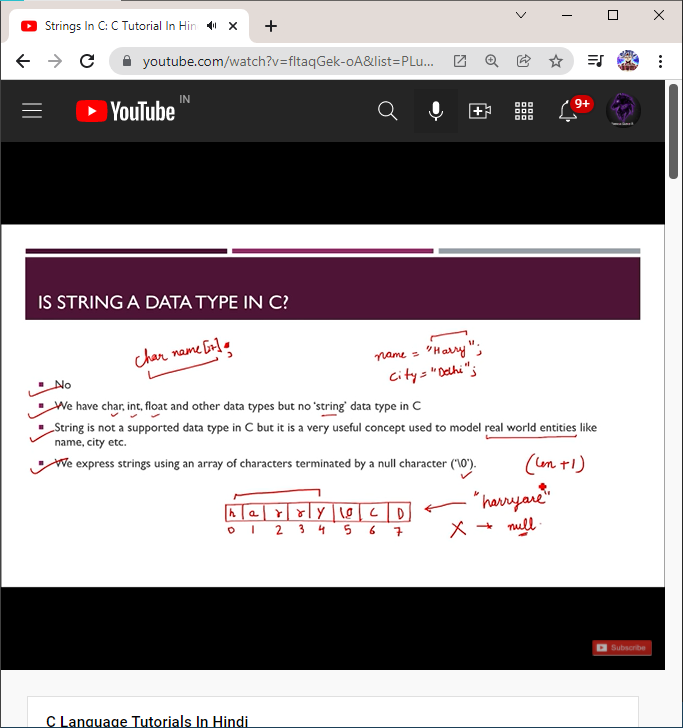 Strings In C: C Tutorial In Hin
youtube.com/watch?v=fItaqGek-oA&list=PLu...
YouTube IN
9+
IS STRING A DATA TYPE IN C?
char name[37];
name = "Harry";
city = "Delhi";
No
We have char, int, float and other data types but no 'string' data type in C
String is not a supported data type in C but it is a very useful concept used to model real world entities like
name, city etc.
We express strings using an array of characters terminated by a null character ('\0').
(len +1)
"harryare"
h a r r y \0 C D
0 1 2 3 4 5 6 7
X → null
Subscribe
C Language Tutorials In Hindi